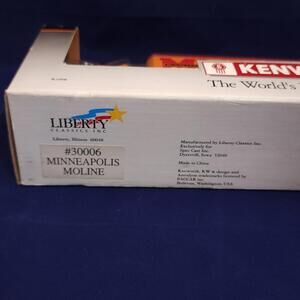 KENW
The World's
LIBERTY
CLASSICS INC
Liberty, Illinois 60048
#30006
MINNEAPOLIS
MOLINE
Manufactured by Liberty Classics Inc.
Exclusively for
Spec Cast Inc.
Dyersvill, Iowa 52040
Made in China
Kenworth, KW & design and
Aerodyne trademarks licensed by
PACCAR Inc.
Bellevue, Washington, USA